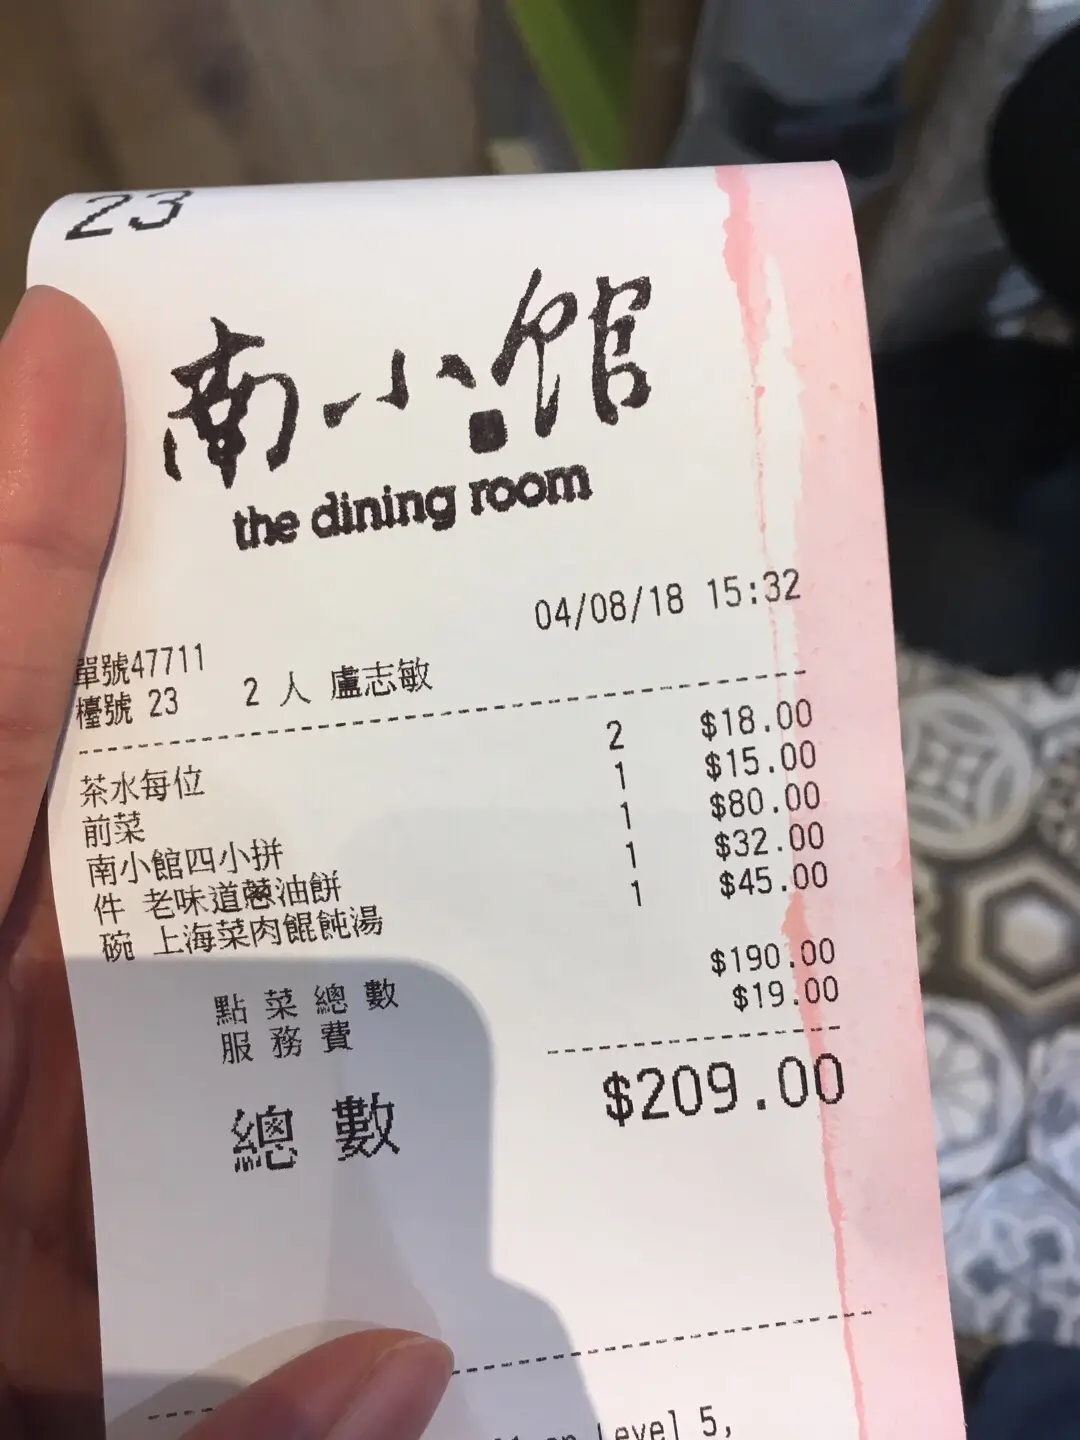 23
南小館
the dining room
04/08/18 15:32
單號47711
檯號 23 2 人 盧志敏
茶水每位 2 $18.00
前菜 1 $15.00
南小館四小拼 1 $80.00
件 老味道蔥油餅 1 $32.00
碗 上海菜肉餛飩湯 1 $45.00
點菜總數 $190.00
服務費 $19.00
總數 $209.00
on Level 5,